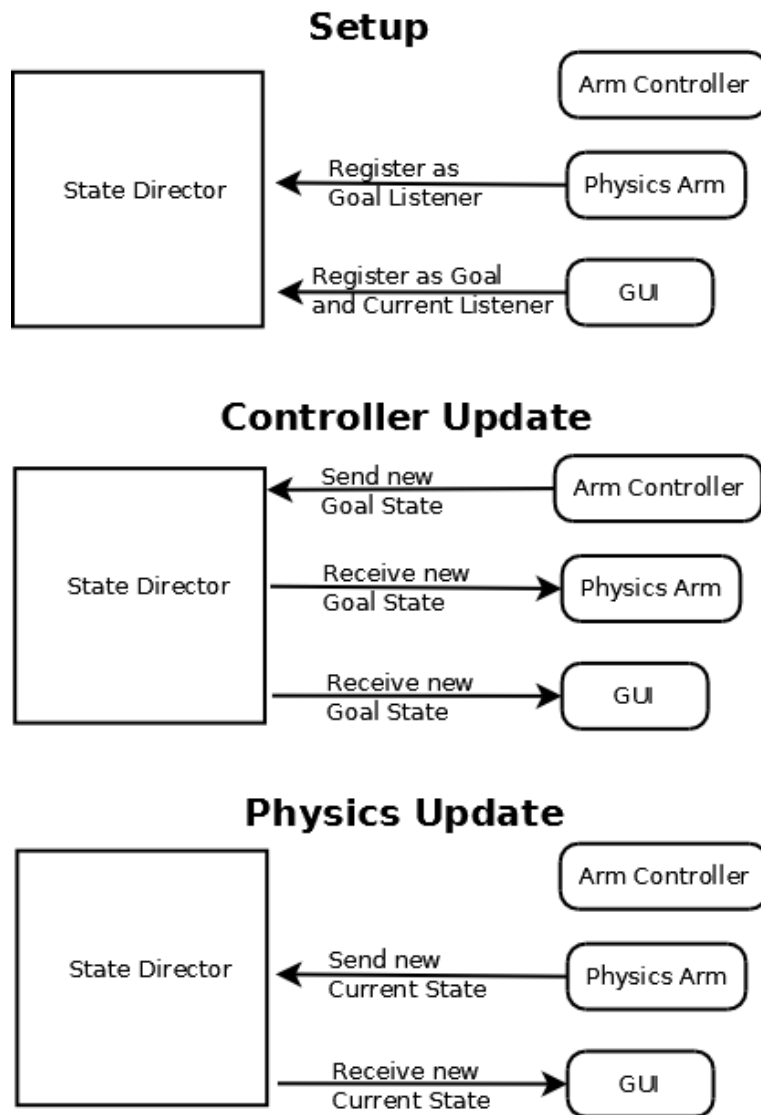 Setup
Arm Controller
State Director
Register as
Goal Listener
Physics Arm
Register as Goal
and Current Listener
GUI
Controller Update
Send new
Goal State
Arm Controller
State Director
Receive new
Goal State
Physics Arm
Receive new
Goal State
GUI
Physics Update
Arm Controller
State Director
Send new
Current State
Physics Arm
Receive new
Current State
GUI